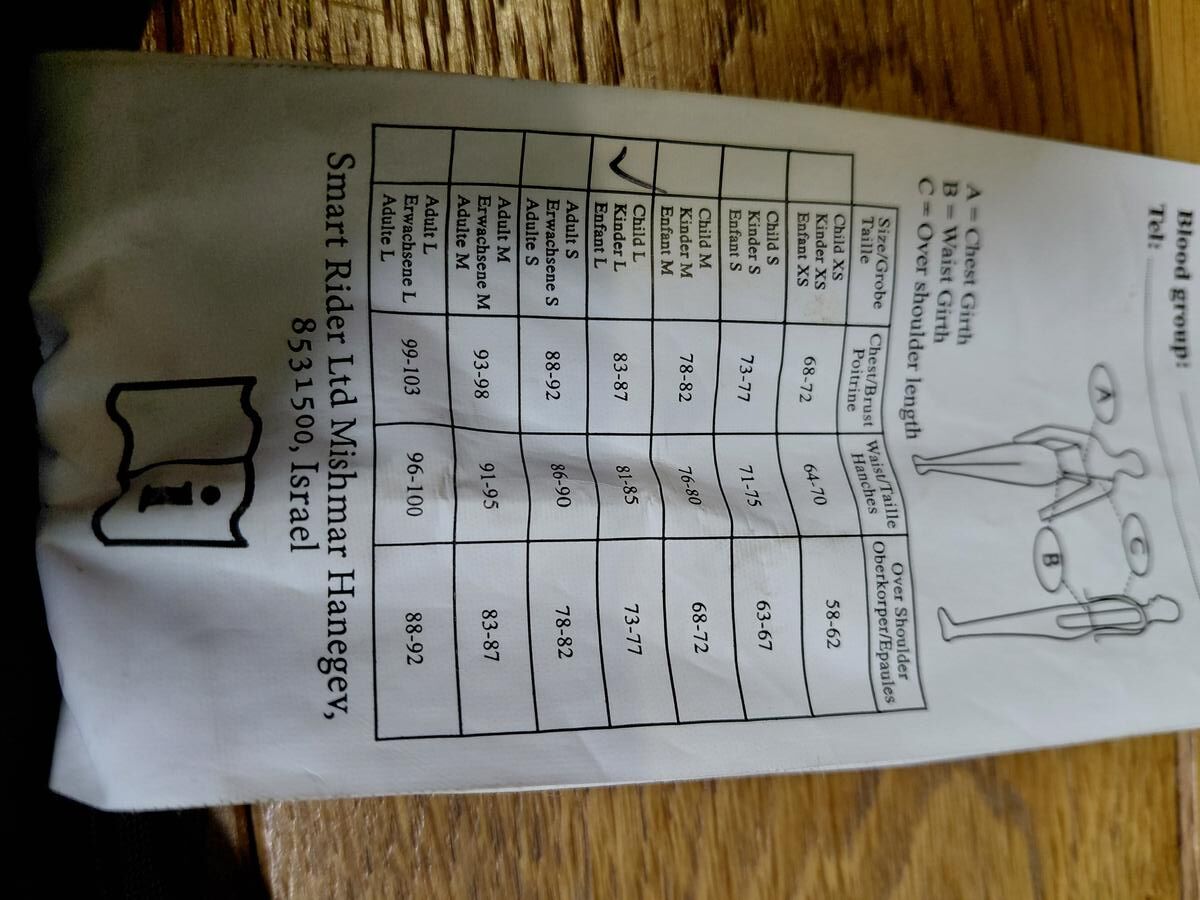 Blood group:
Tel:
A = Chest Girth
B = Waist Girth
C = Over shoulder length
A
C
B
Size/Grobe Chest/Brust Waist/Taille Over Shoulder
Taille Poitrine Hanches Oberkorper/Epaules
Child XS
Kinder XS 68-72 64-70 58-62
Enfant XS
Child S
Kinder S 73-77 71-75 63-67
Enfant S
Child M
Kinder M 78-82 76-80 68-72
Enfant M
Child L
✓ Kinder L 83-87 81-85 73-77
Enfant L
Adult S
Erwachsene S 88-92 86-90 78-82
Adulte S
Adult M
Erwachsene M 93-98 91-95 83-87
Adulte M
Adult L
Erwachsene L 99-103 96-100 88-92
Adulte L
Smart Rider Ltd Mishmar Hanegev,
8531500, Israel
i